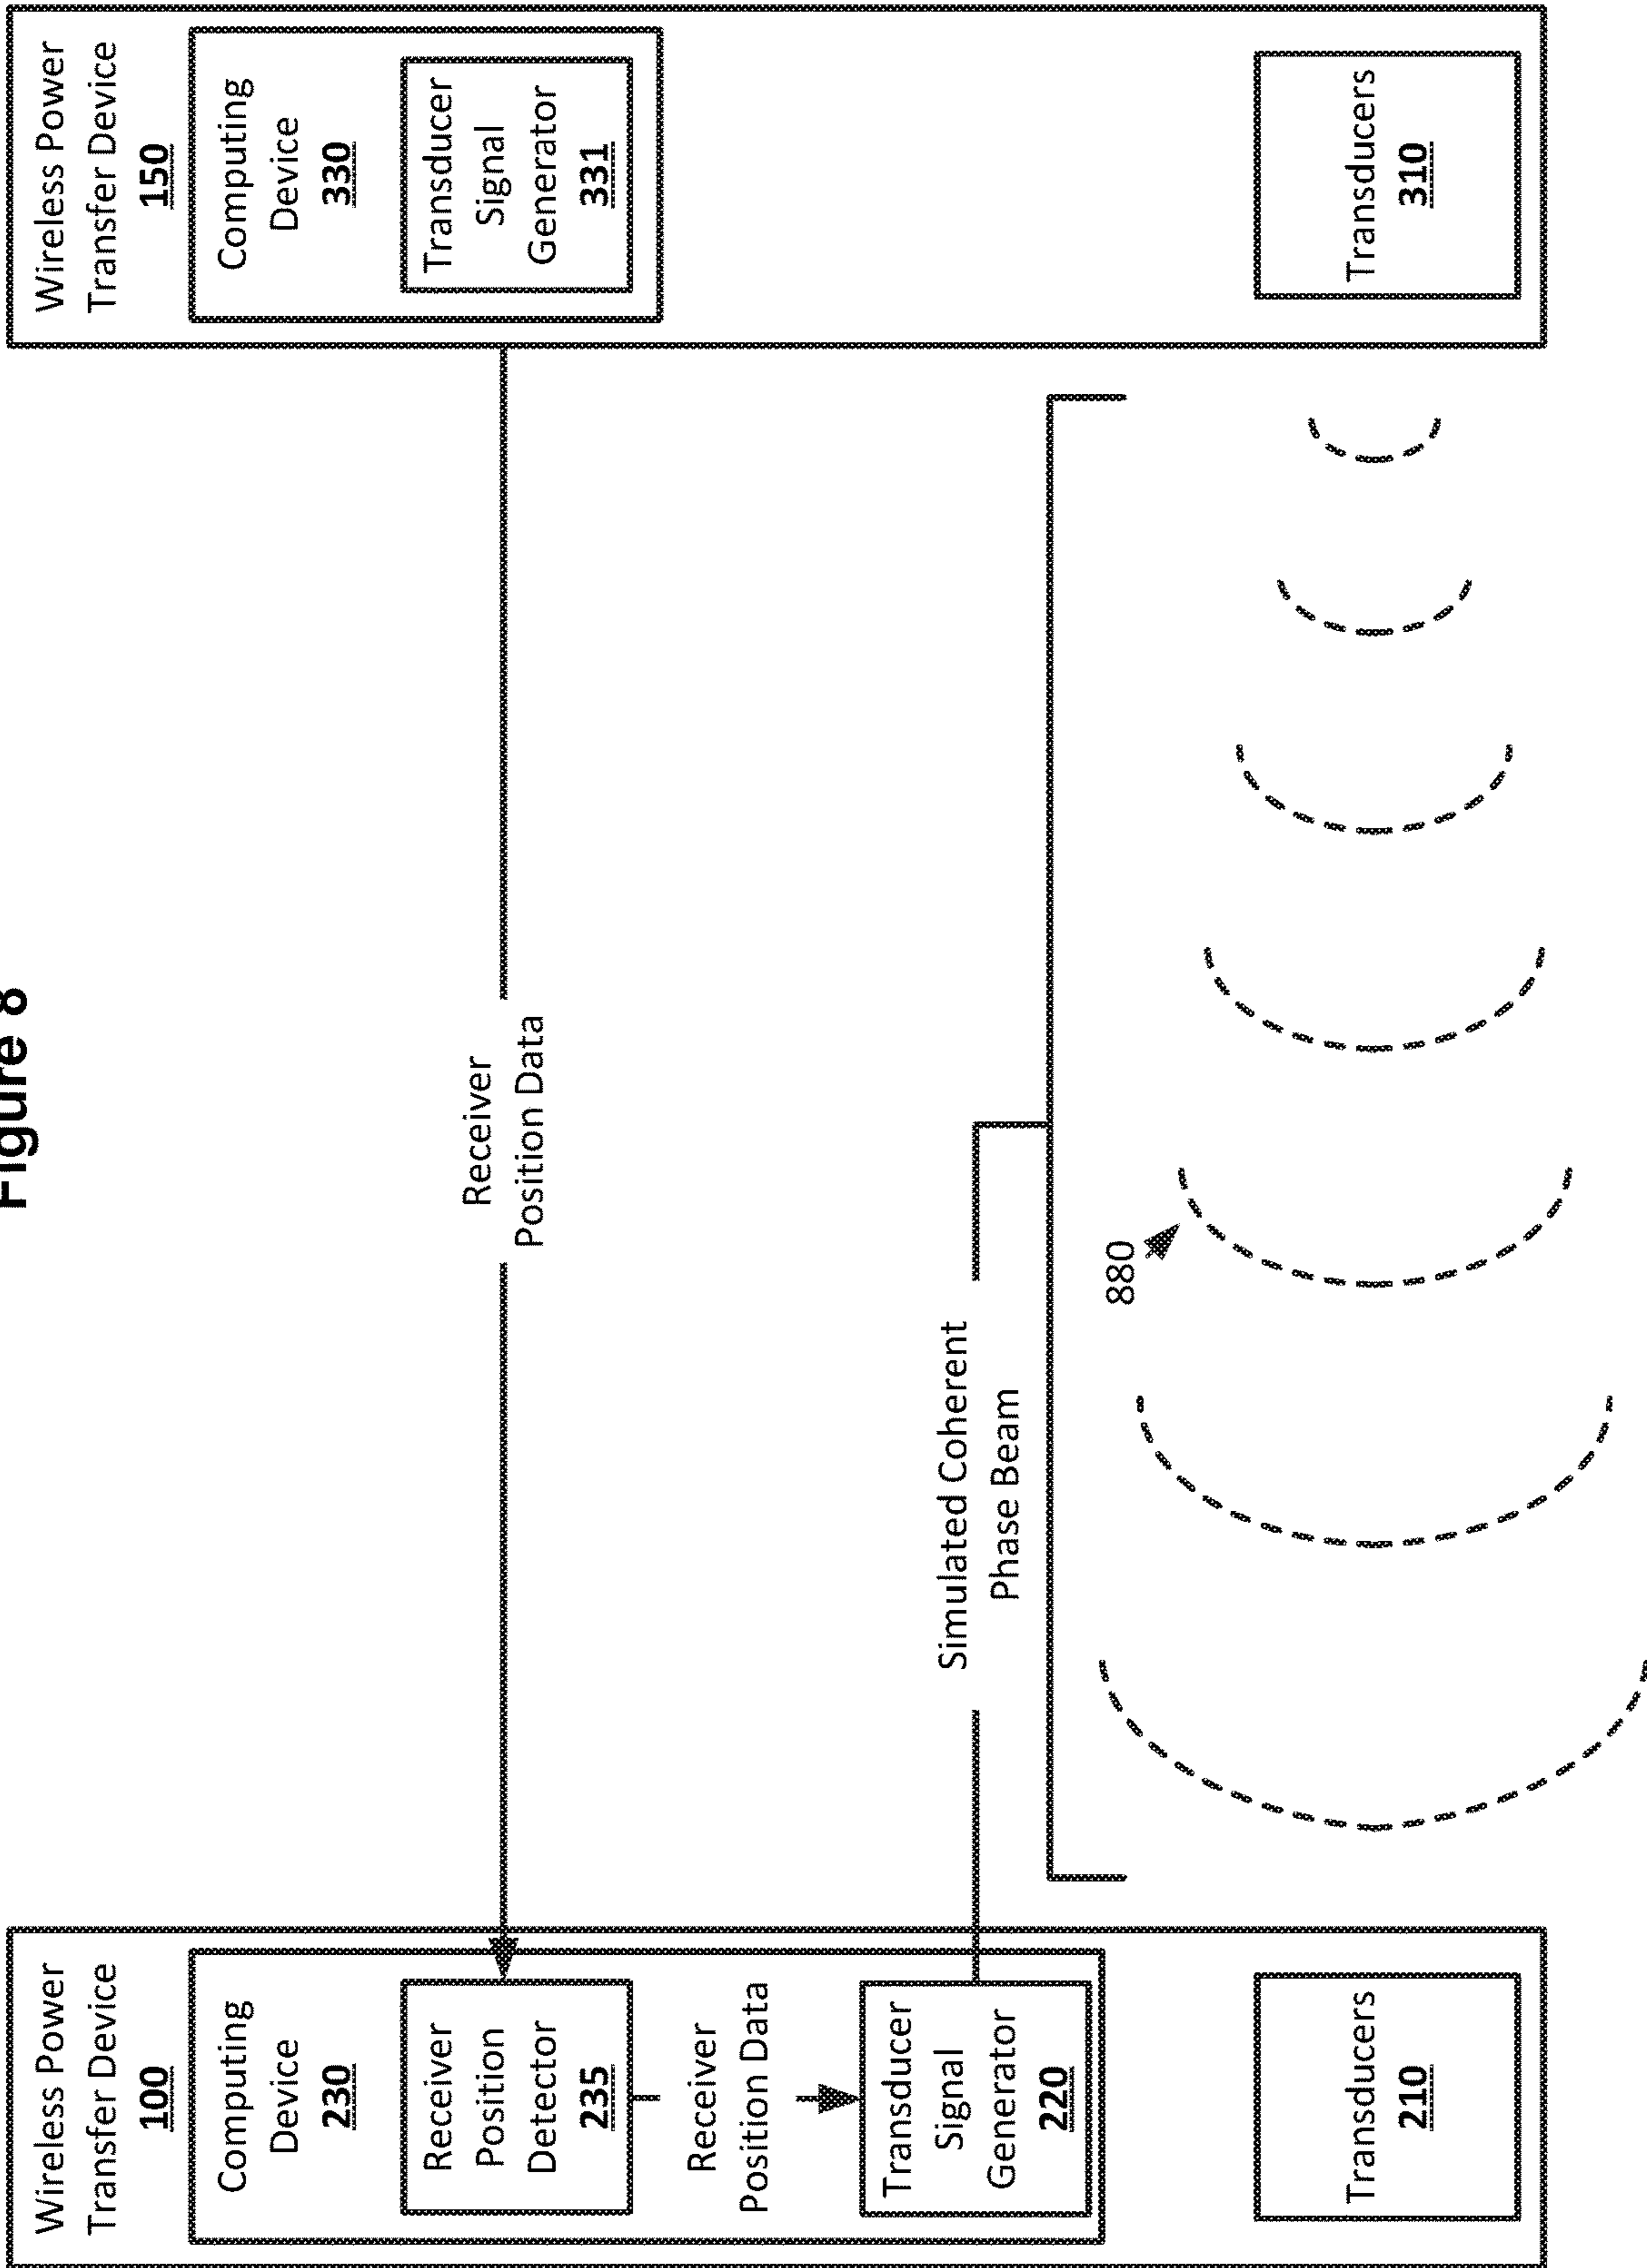 Figure 8
Wireless Power
Transfer Device
100
Computing
Device
230
Receiver
Position
Detector
235
Receiver
Position Data
Transducer
Signal
Generator
220
Transducers
210
Receiver
Position Data
Simulated Coherent
Phase Beam
880
Wireless Power
Transfer Device
150
Computing
Device
330
Transducer
Signal
Generator
331
Transducers
310